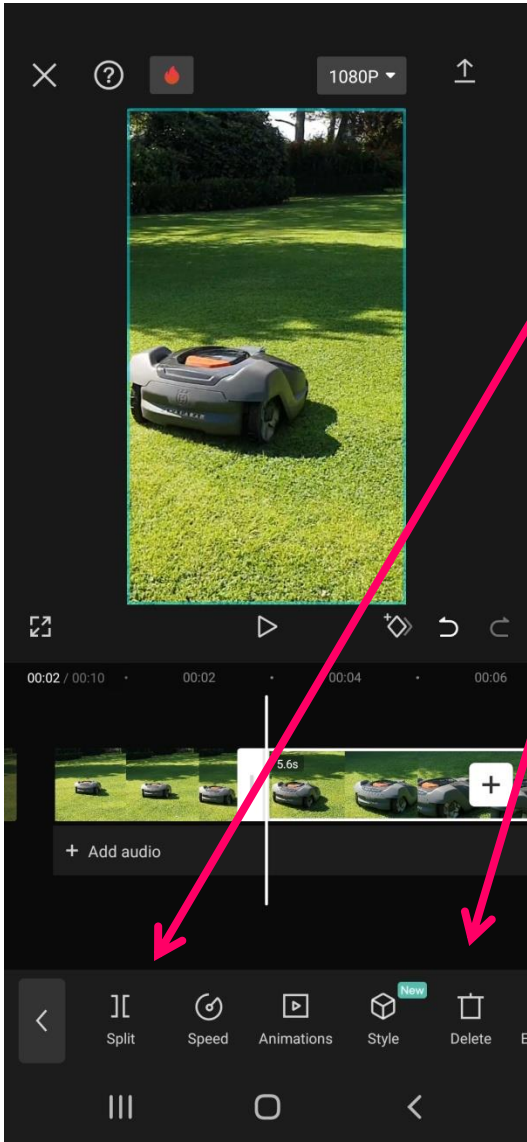 1080P
00:02 / 00:10
00:02
00:04
00:06
5.6s
+ Add audio
New
Split
Speed
Animations
Style
Delete